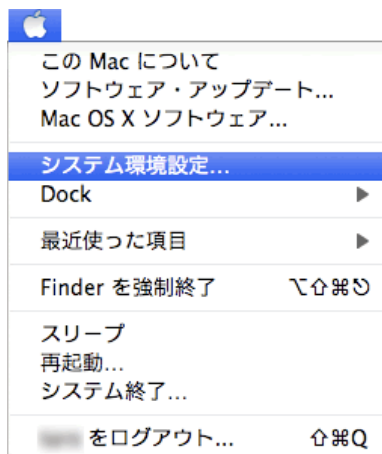 この Mac について
ソフトウェア・アップデート...
Mac OS X ソフトウェア...
システム環境設定...
Dock ▶
最近使った項目 ▶
Finder を強制終了 ⌥⇧⌘⎋
スリープ
再起動...
システム終了...
をログアウト... ⇧⌘Q